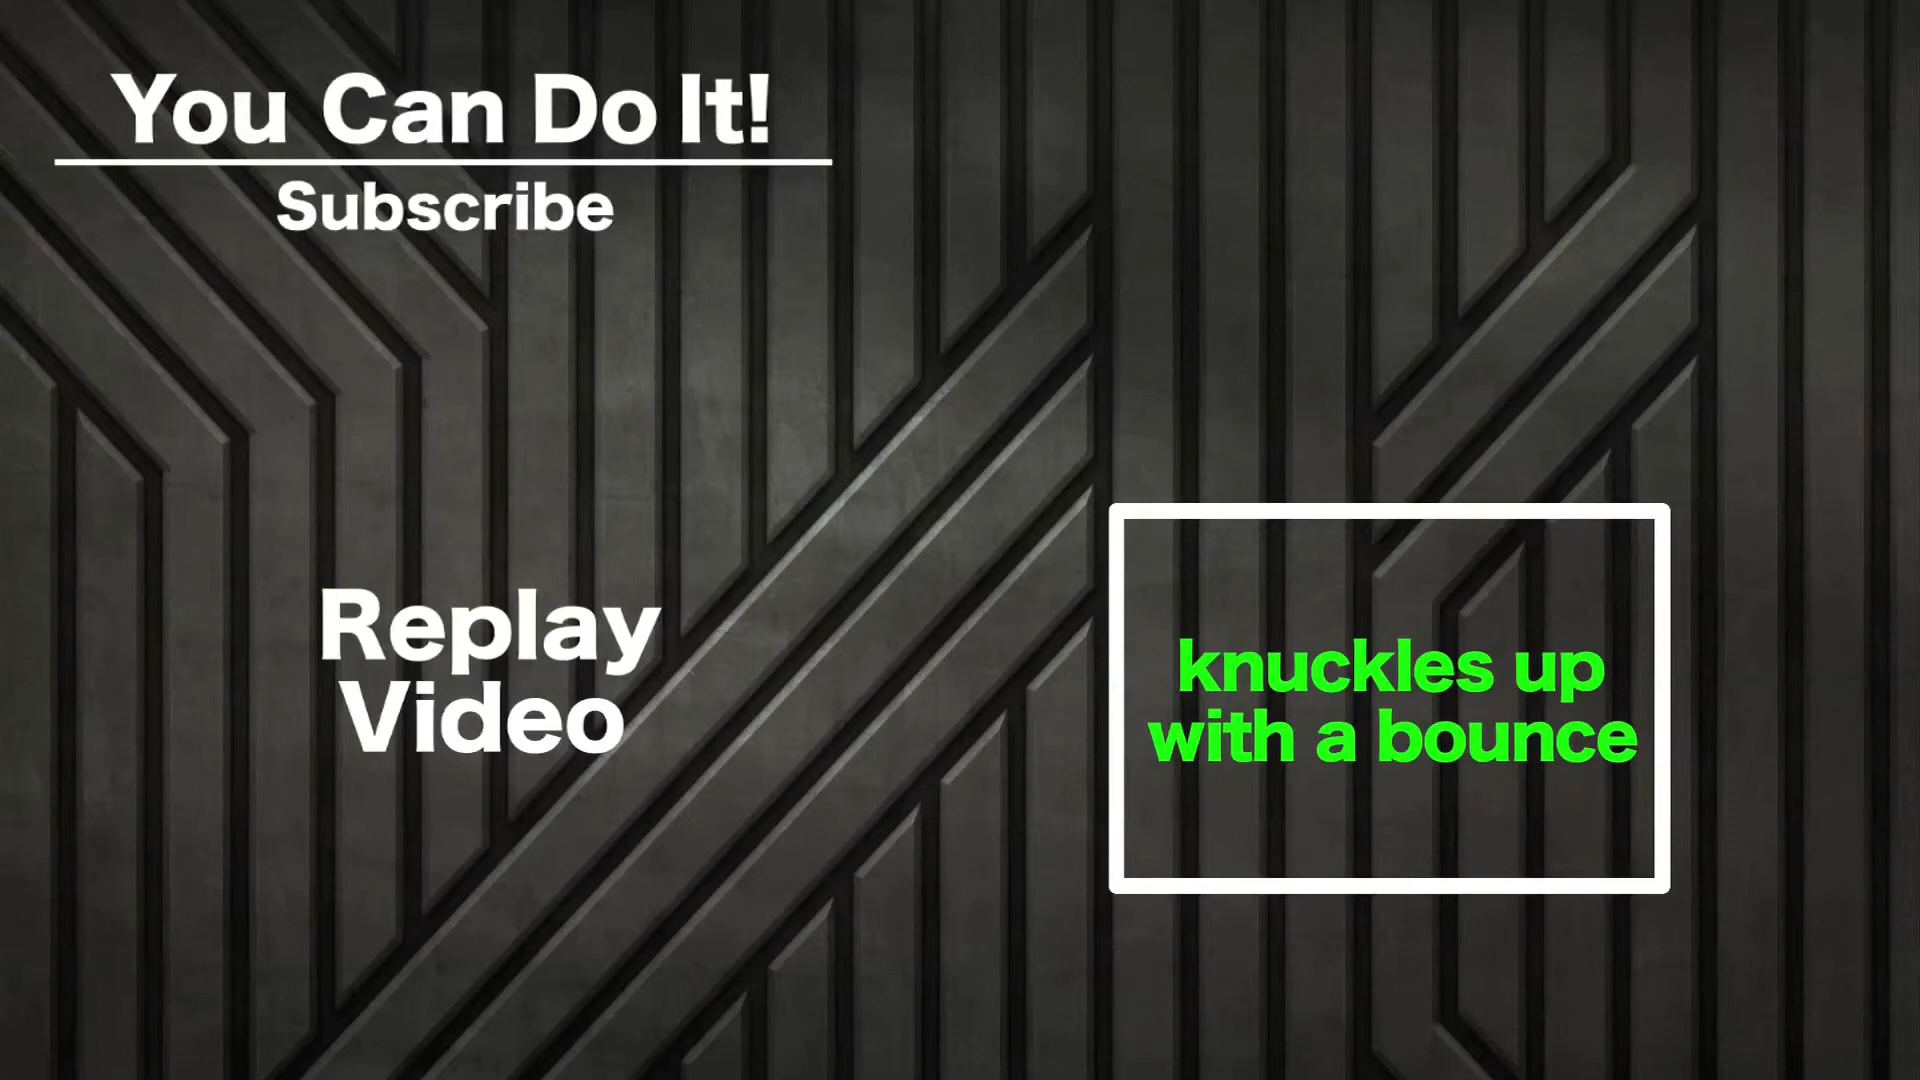 You Can Do It!
Subscribe
Replay
Video
knuckles up
with a bounce